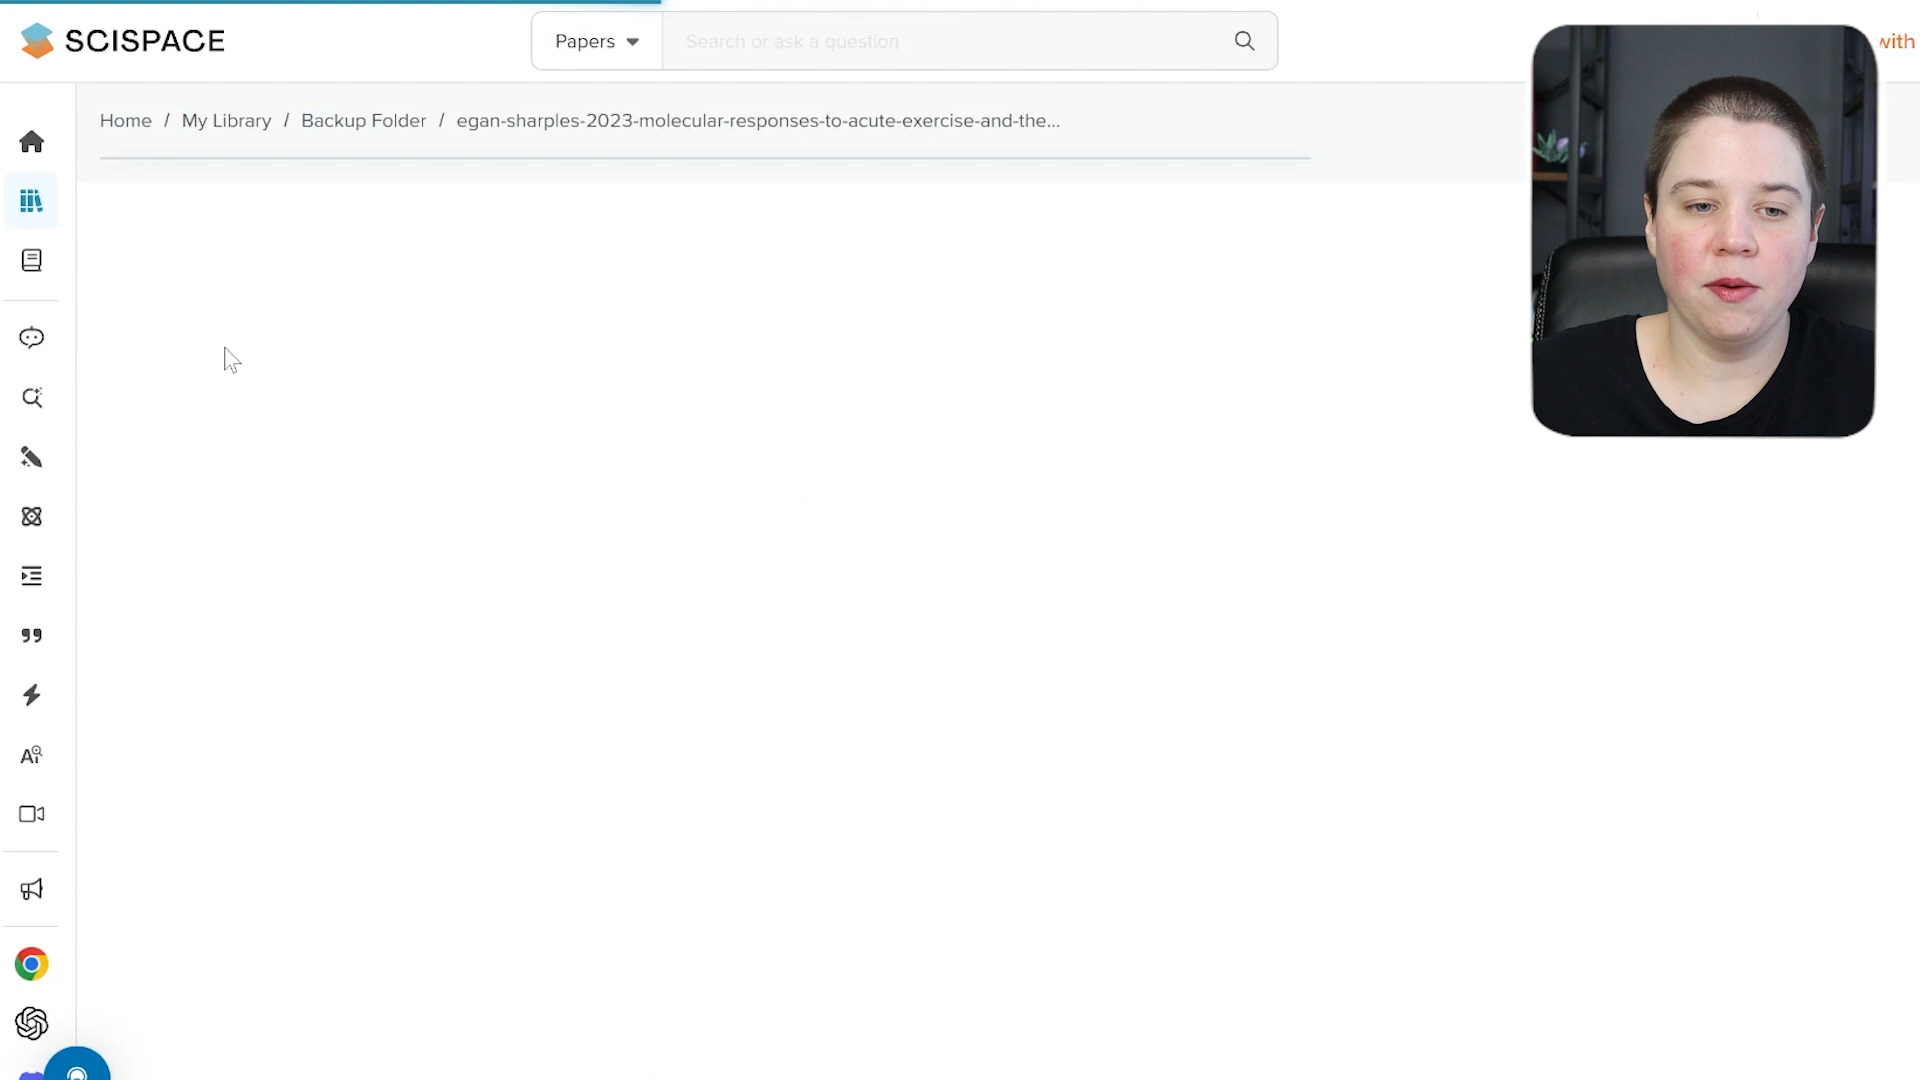 SCISPACE
Papers
Search or ask a question
with
Home / My Library / Backup Folder / egan-sharples-2023-molecular-responses-to-acute-exercise-and-the...